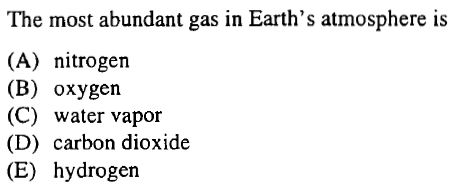 The most abundant gas in Earth's atmosphere is
(A) nitrogen
(B) oxygen
(C) water vapor
(D) carbon dioxide
(E) hydrogen